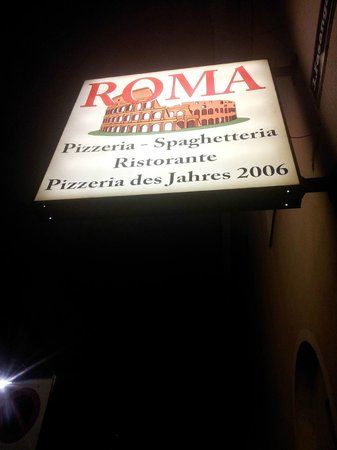 ROMA
Pizzeria - Spaghetteria
Ristorante
Pizzeria des Jahres 2006